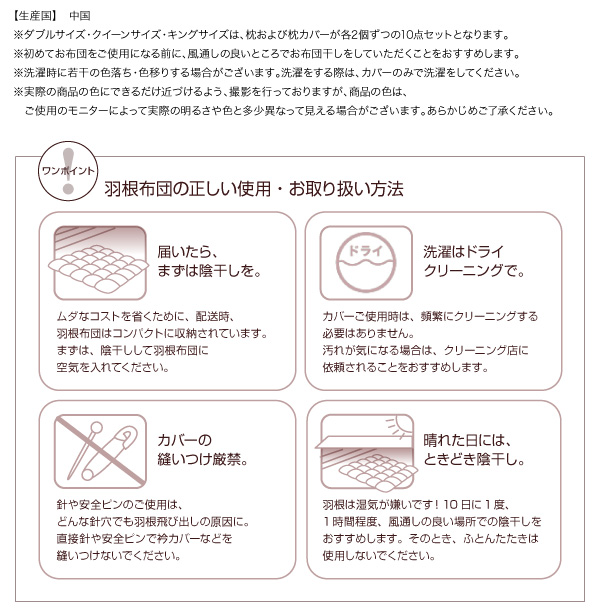 【生産国】　中国
※ダブルサイズ・クイーンサイズ・キングサイズは、枕および枕カバーが各2個ずつの10点セットとなります。
※初めてお布団をご使用になる前に、風通しの良いところでお布団干しをしていただくことをおすすめします。
※洗濯時に若干の色落ち・色移りする場合がございます。洗濯をする際は、カバーのみで洗濯をしてください。
※実際の商品の色にできるだけ近づけるよう、撮影を行っておりますが、商品の色は、
ご使用のモニターによって実際の明るさや色と多少異なって見える場合がございます。あらかじめご了承ください。
ワンポイント
！
羽根布団の正しい使用・お取り扱い方法
届いたら、
まずは陰干しを。
ムダなコストを省くために、配送時、
羽根布団はコンパクトに収納されています。
まずは、陰干しして羽根布団に
空気を入れてください。
ドライ
洗濯はドライ
クリーニングで。
カバーご使用時は、頻繁にクリーニングする
必要はありません。
汚れが気になる場合は、クリーニング店に
依頼されることをおすすめします。
カバーの
縫いつけ厳禁。
針や安全ピンのご使用は、
どんな針穴でも羽根飛び出しの原因に。
直接針や安全ピンで衿カバーなどを
縫いつけないでください。
晴れた日には、
ときどき陰干し。
羽根は湿気が嫌いです！10日に1度、
1時間程度、風通しの良い場所での陰干しを
おすすめします。そのとき、ふとんたたきは
使用しないでください。